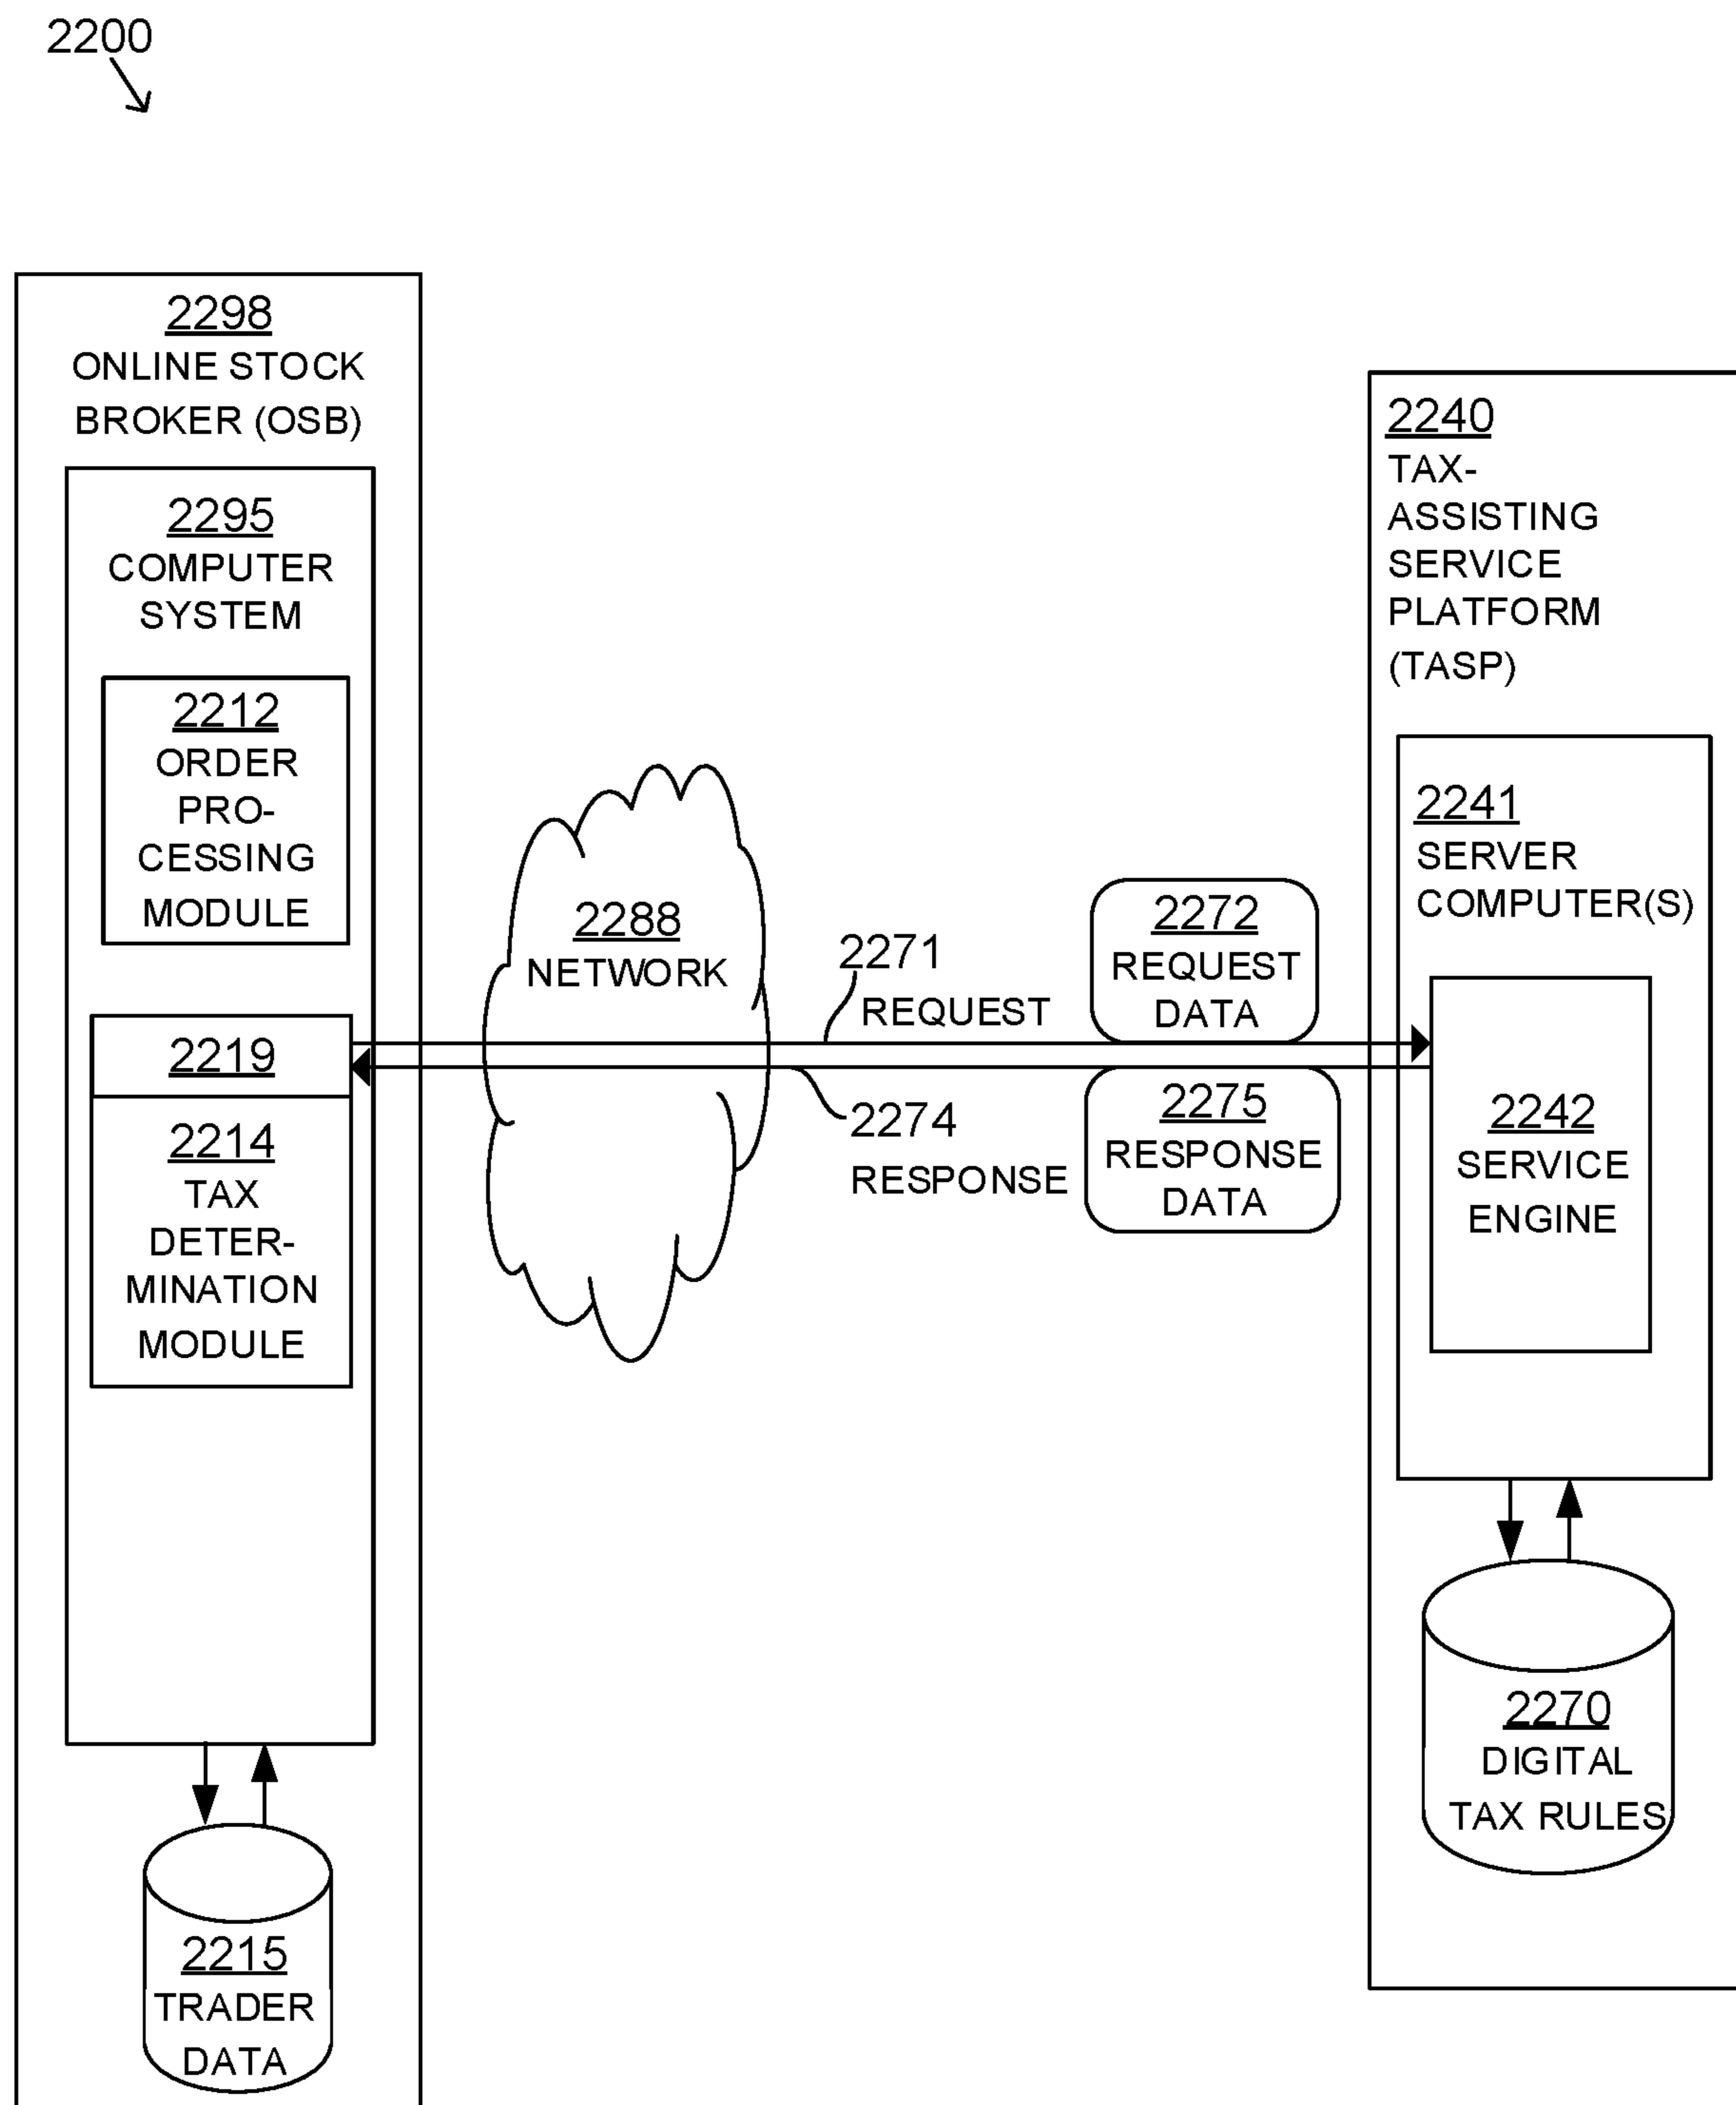 2200
2298
ONLINE STOCK
BROKER (OSB)
2295
COMPUTER
SYSTEM
2212
ORDER
PRO-
CESSING
MODULE
2219
2214
TAX
DETER-
MINATION
MODULE
2215
TRADER
DATA
2288
NETWORK
2271
REQUEST
2272
REQUEST
DATA
2274
RESPONSE
2275
RESPONSE
DATA
2240
TAX-
ASSISTING
SERVICE
PLATFORM
(TASP)
2241
SERVER
COMPUTER(S)
2242
SERVICE
ENGINE
2270
DIGITAL
TAX RULES